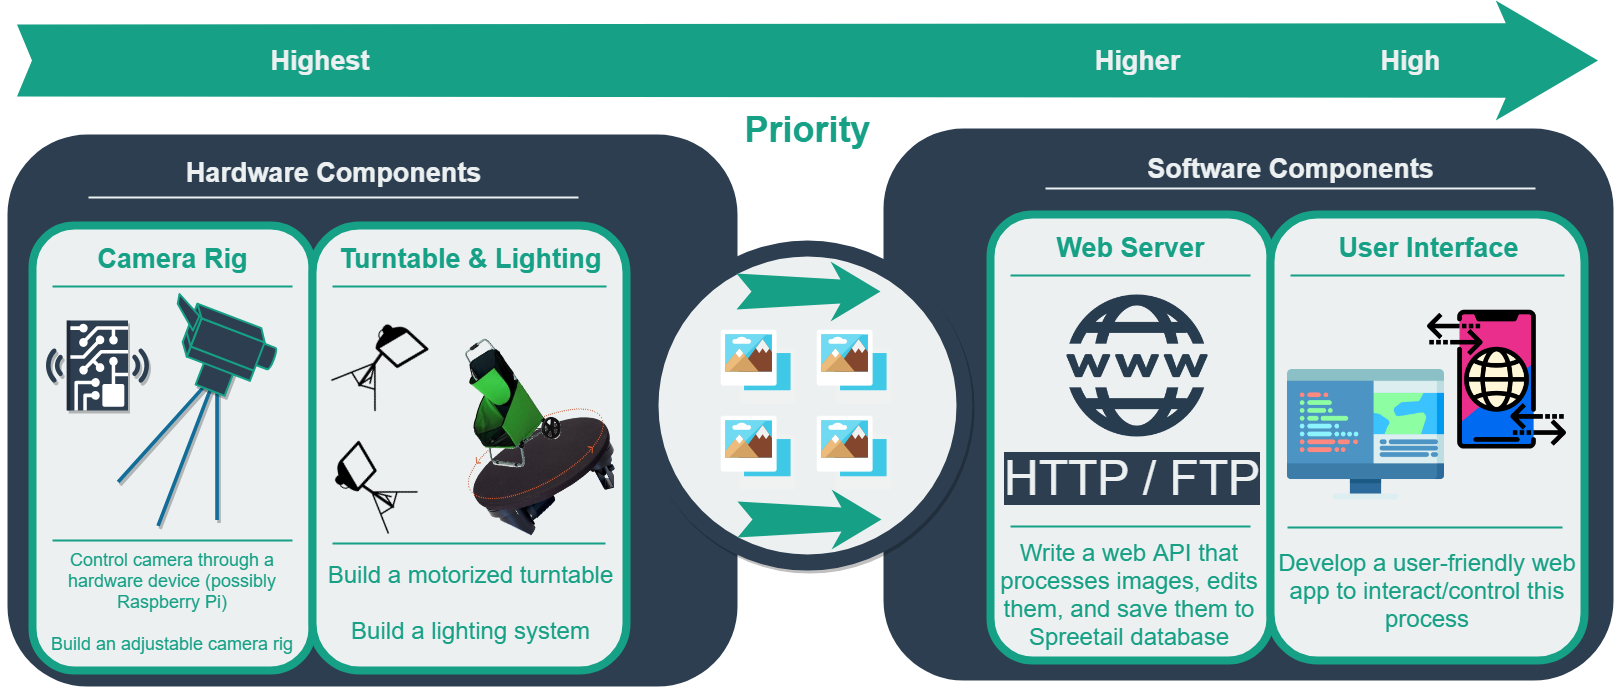 Highest
Higher
High
Priority
Hardware Components
Camera Rig
Control camera through a
hardware device (possibly
Raspberry Pi)
Build an adjustable camera rig
Turntable & Lighting
Build a motorized turntable
Build a lighting system
Software Components
Web Server
WWW
HTTP / FTP
Write a web API that
processes images, edits
them, and save them to
Spreetail database
User Interface
Develop a user-friendly web
app to interact/control this
process